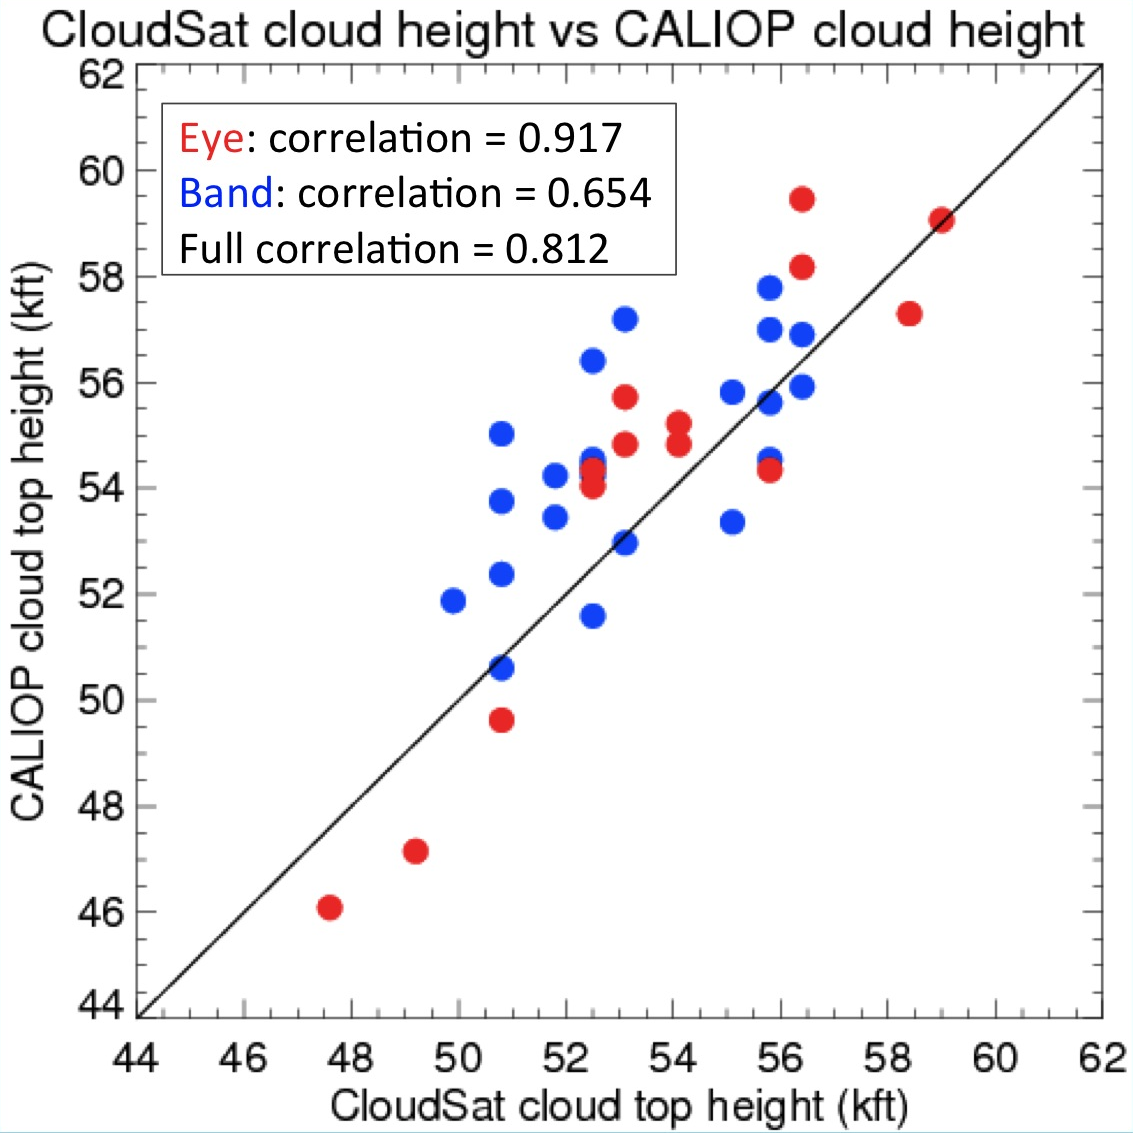 CloudSat cloud height vs CALIOP cloud height
Eye: correlation = 0.917
Band: correlation = 0.654
Full correlation = 0.812
CALIOP cloud top height (kft)
62
60
58
56
54
52
50
48
46
44
44 46 48 50 52 54 56 58 60 62
CloudSat cloud top height (kft)